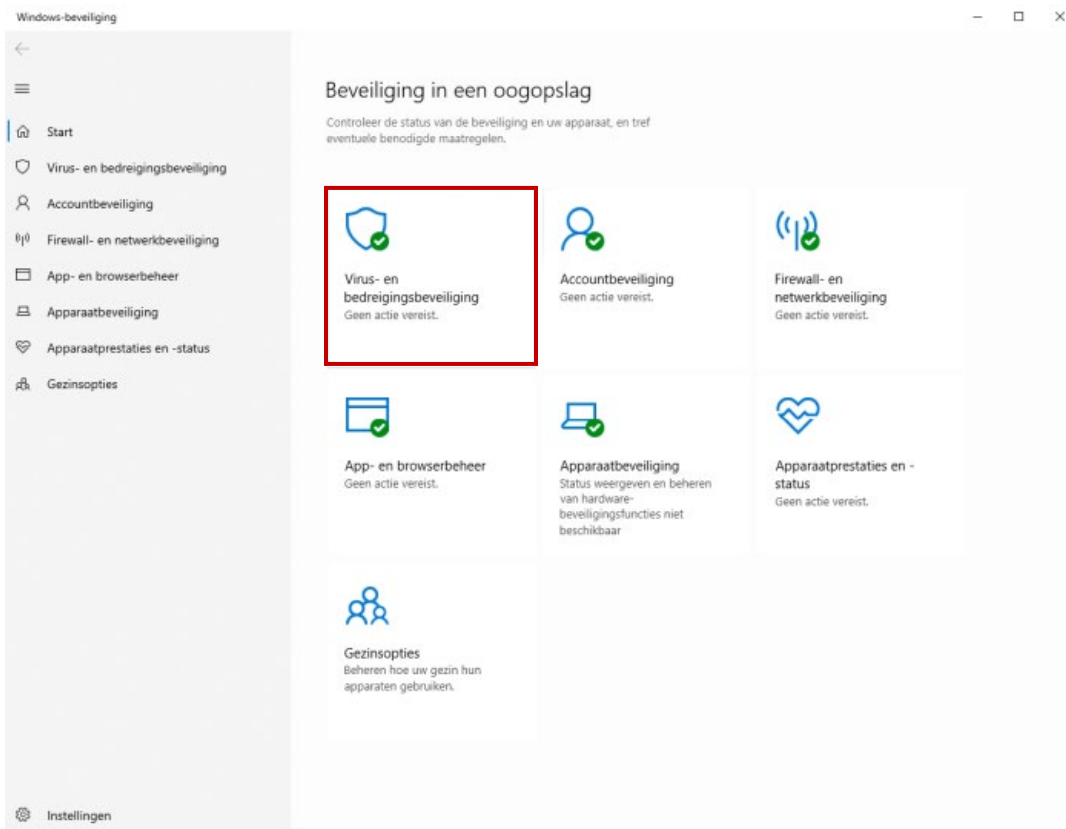 Windows-beveiliging
Start
Virus- en bedreigingsbeveiliging
Accountbeveiliging
Firewall- en netwerkbeveiliging
App- en browserbeheer
Apparaatbeveiliging
Apparaatprestaties en -status
Gezinsopties
Instellingen
Beveiliging in een oogopslag
Controleer de status van de beveiliging en uw apparaat, en tref
eventuele benodigde maatregelen.
Virus- en
bedreigingsbeveiliging
Geen actie vereist.
Accountbeveiliging
Geen actie vereist.
Firewall- en
netwerkbeveiliging
Geen actie vereist.
App- en browserbeheer
Geen actie vereist.
Apparaatbeveiliging
Status weergeven en beheren
van hardware-
beveiligingsfuncties niet
beschikbaar
Apparaatprestaties en -
status
Geen actie vereist.
Gezinsopties
Beheren hoe uw gezin hun
apparaten gebruiken.